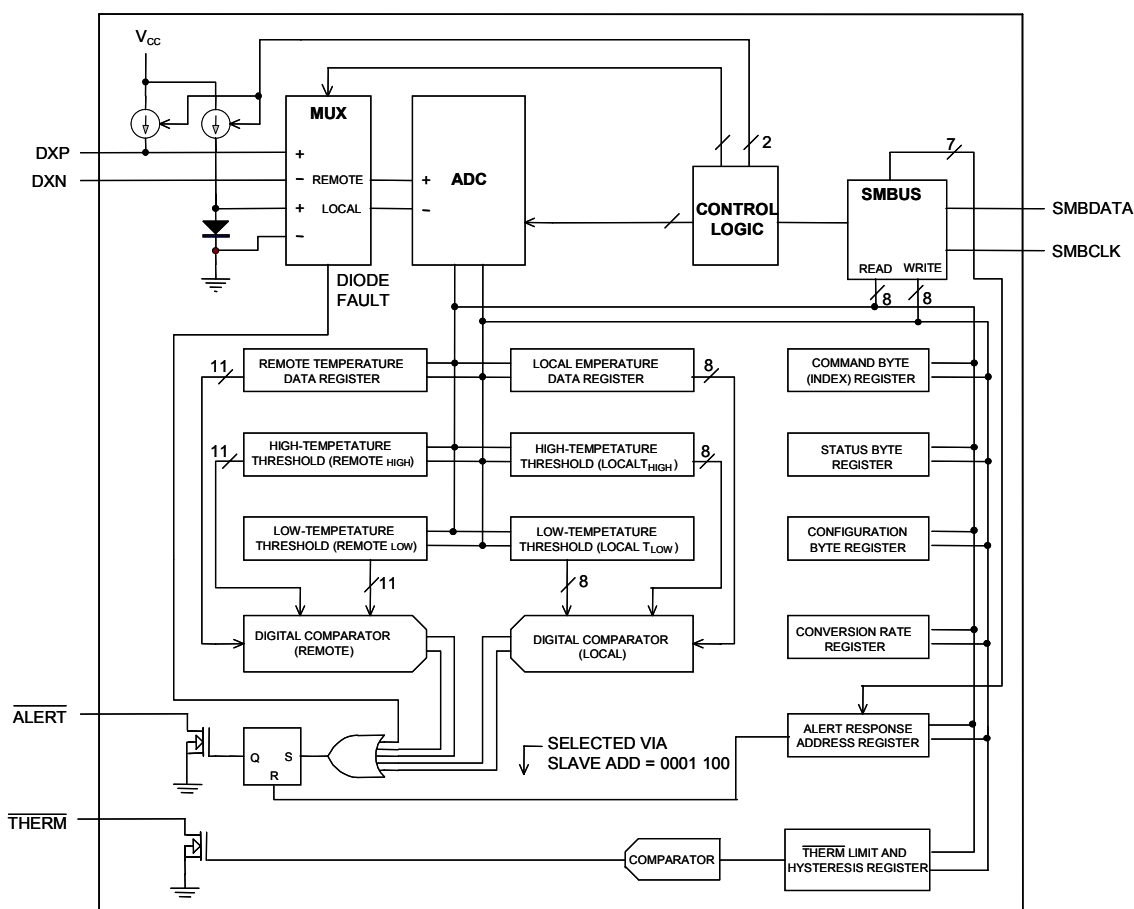 VCC
MUX
2
7
DXP
DXN
+
- REMOTE
+ LOCAL
-
+
-
ADC
CONTROL
LOGIC
SMBUS
READ WRITE
SMBDATA
SMBCLK
DIODE
FAULT
8
8
11
REMOTE TEMPERATURE
DATA REGISTER
LOCAL EMPERATURE
DATA REGISTER
8
COMMAND BYTE
(INDEX) REGISTER
11
HIGH-TEMPETATURE
THRESHOLD (REMOTE HIGH)
HIGH-TEMPETATURE
THRESHOLD (LOCALTHIGH)
8
STATUS BYTE
REGISTER
LOW-TEMPETATURE
THRESHOLD (REMOTE LOW)
LOW-TEMPETATURE
THRESHOLD (LOCAL TLOW)
CONFIGURATION
BYTE REGISTER
11
8
DIGITAL COMPARATOR
(REMOTE)
DIGITAL COMPARATOR
(LOCAL)
CONVERSION RATE
REGISTER
ALERT
Q S
R
SELECTED VIA
SLAVE ADD = 0001 100
ALERT RESPONSE
ADDRESS REGISTER
THERM
COMPARATOR
THERM LIMIT AND
HYSTERESIS REGISTER